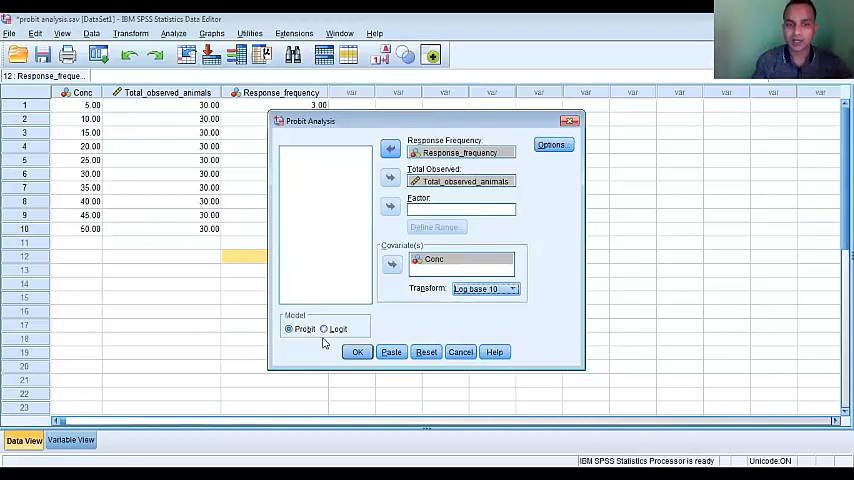 *probit analysis.sav [DataSet1] - IBM SPSS Statistics Data Editor
File Edit View Data Transform Analyze Graphs Utilities Extensions Window Help
12 : Response_freque...
Conc Total_observed_animals Response_frequency var var var var var var var var
1 5.00 30.00 3.00
2 10.00 30.00
3 15.00 30.00
4 20.00 30.00
5 25.00 30.00
6 30.00 30.00
7 35.00 30.00
8 40.00 30.00
9 45.00 30.00
10 50.00 30.00
11
12
13
14
15
16
17
18
19
20
21
22
23
Probit Analysis
Response Frequency:
Response_frequency
Options...
Total Observed:
Total_observed_animals
Factor:
Define Range...
Covariate(s)
Conc
Transform: Log base 10
Model
Probit Logit
OK Paste Reset Cancel Help
Data View Variable View
IBM SPSS Statistics Processor is ready Unicode:ON